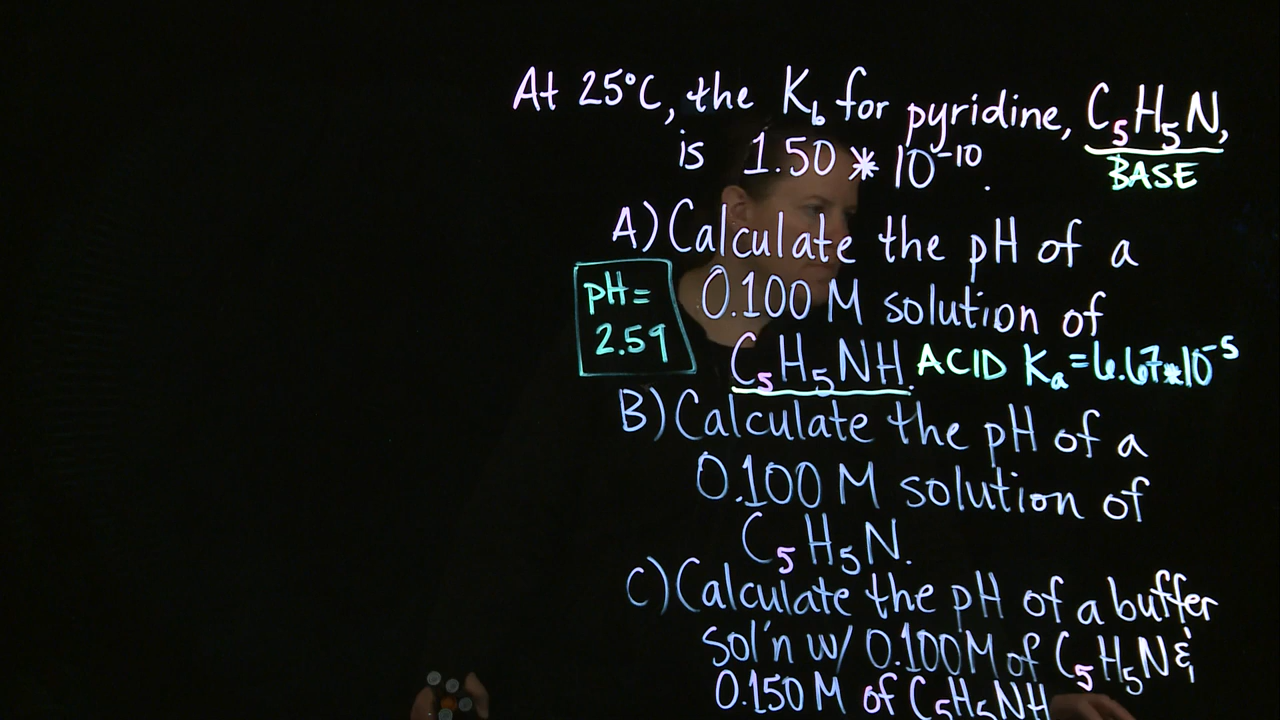 At 25°C, the K_b for pyridine, C₅H₅N,
is 1.50 * 10⁻¹⁰.
BASE
A) Calculate the pH of a
0.100 M solution of
C₅H₅NH. ACID Kₐ = 6.67*10⁻⁵
pH =
2.59
B) Calculate the pH of a
0.100 M solution of
C₅H₅N.
C) Calculate the pH of a buffer
sol'n w/ 0.100 M of C₅H₅N &
0.150 M of C₅H₅NH